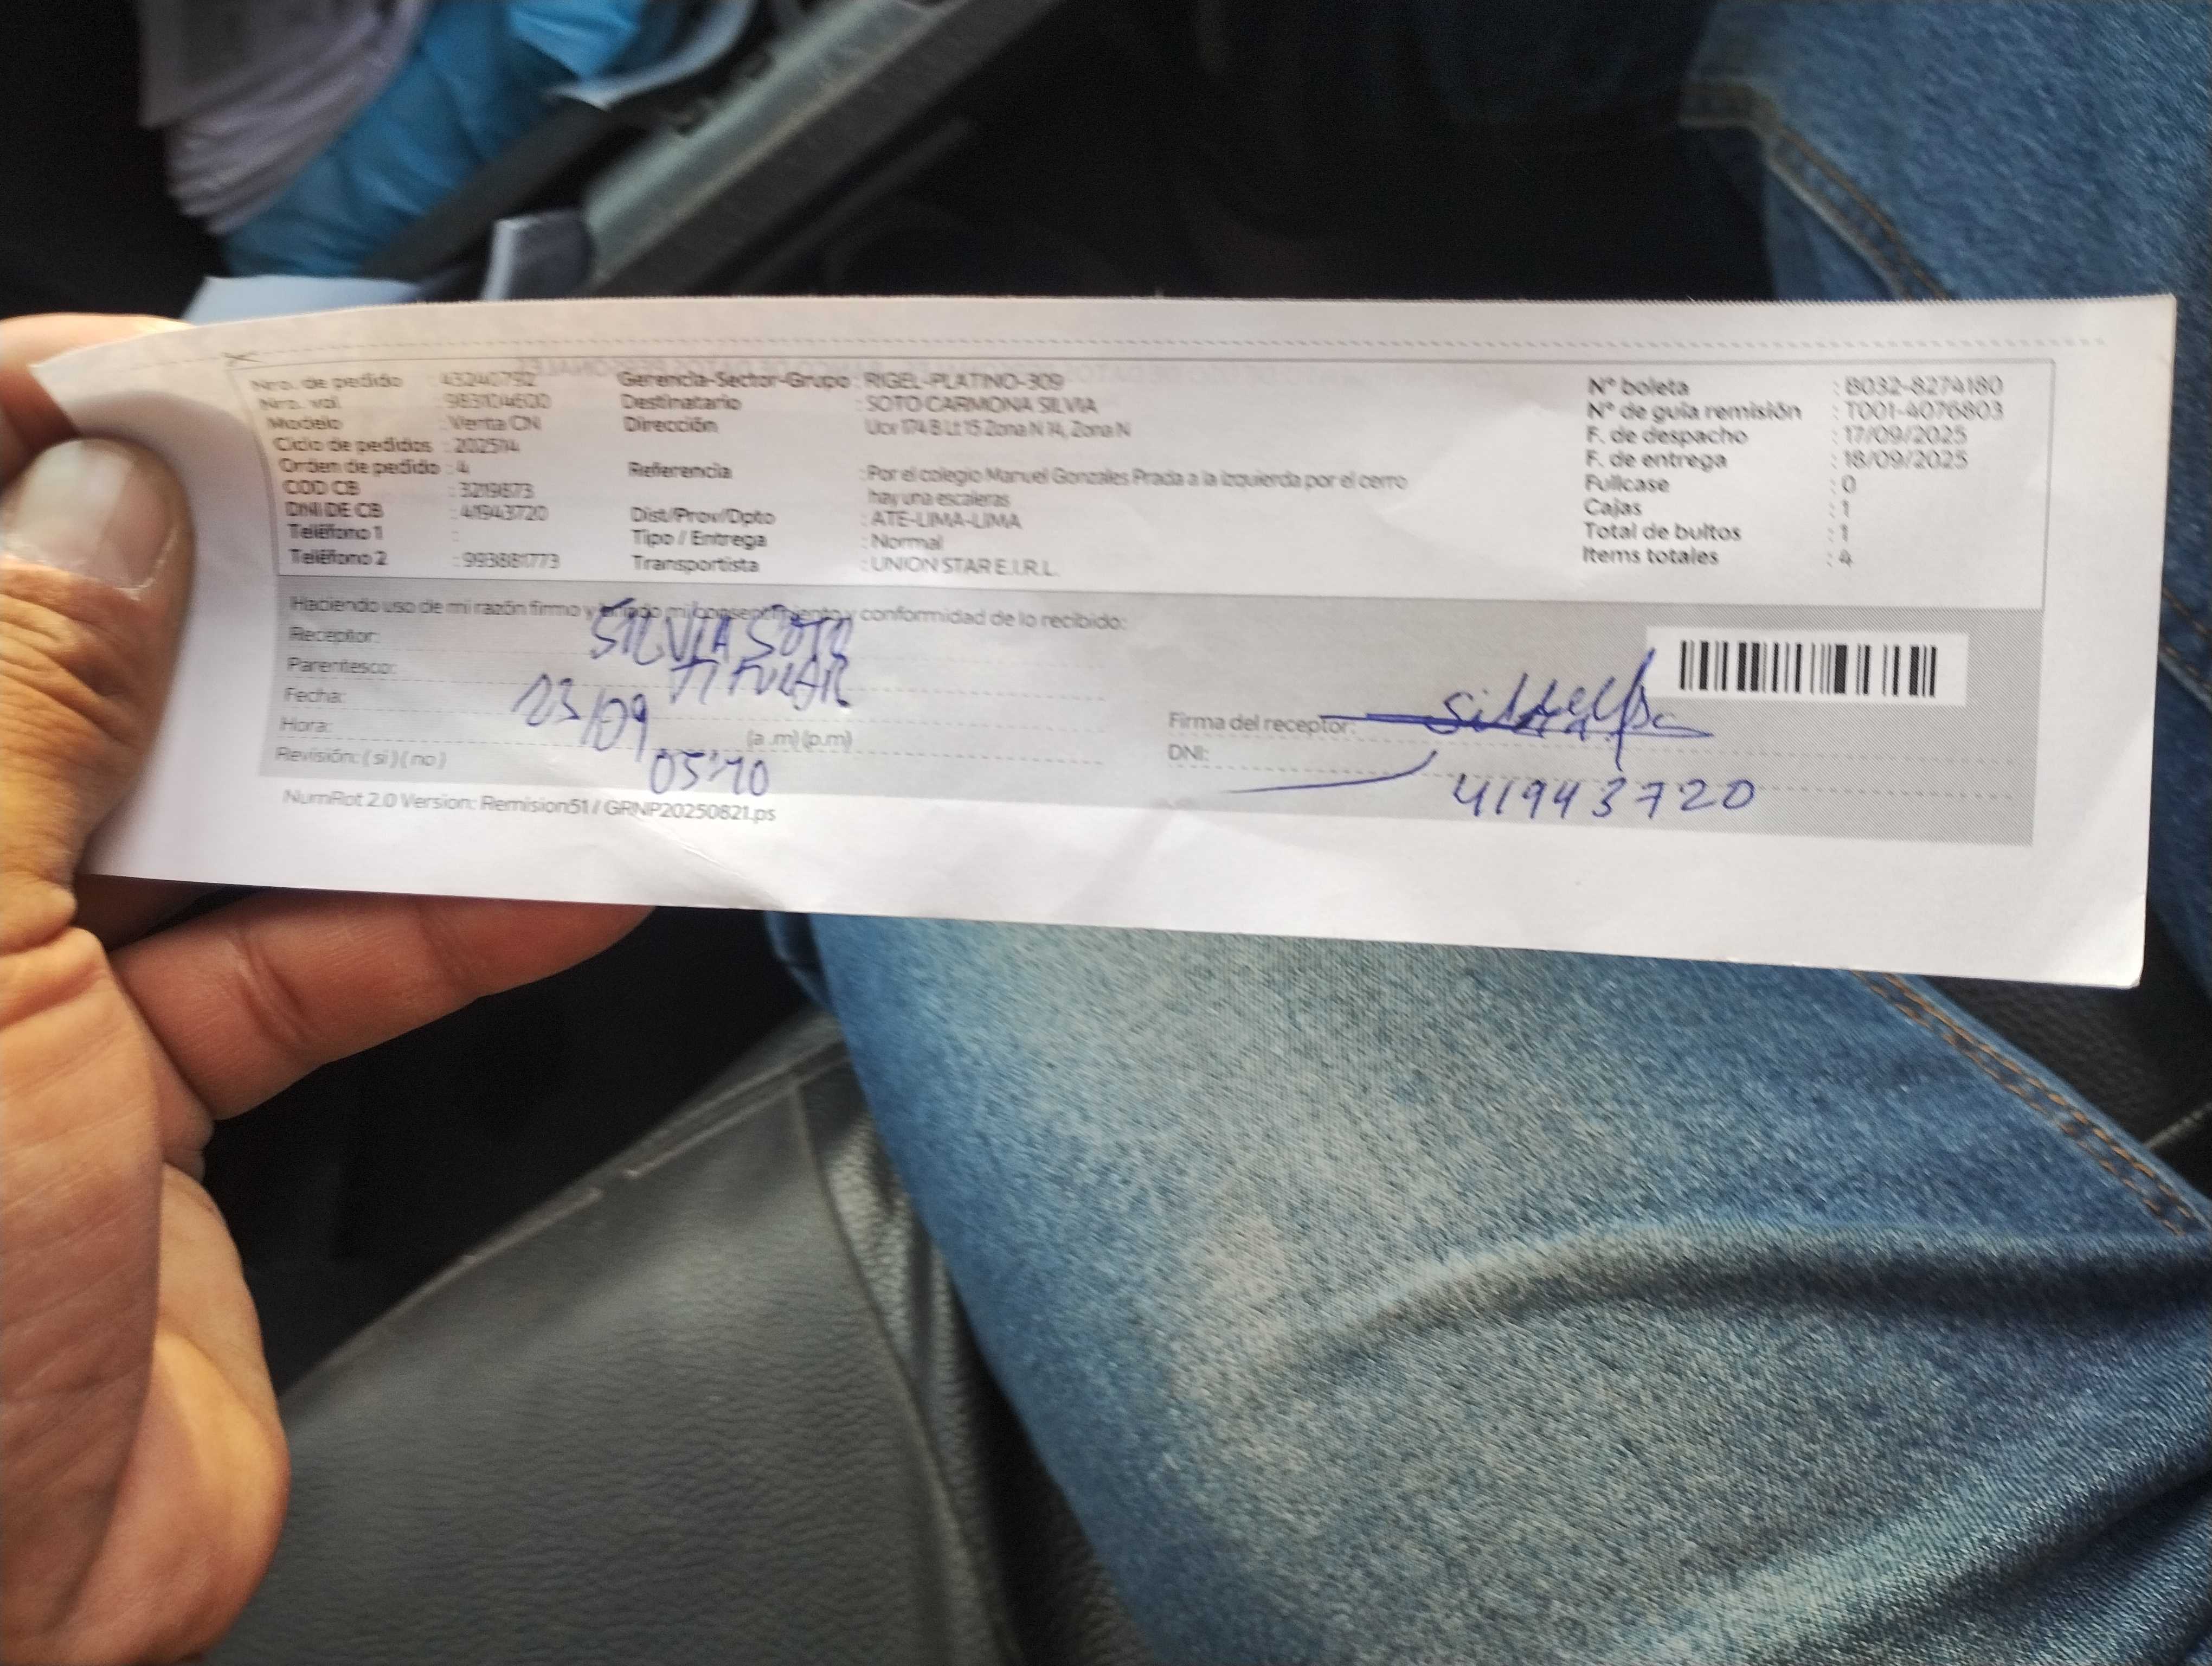 Nro. de pedido : 43240792
Nro. val : 983104600
Modelo : Venta CN
Ciclo de pedidos : 202514
Orden de pedido : 4
COD CB : 3219873
DNI DE CB : 41943720
Teléfono 1 :
Teléfono 2 : 993881773
Gerencia-Sector-Grupo : RIGEL-PLATINO-309
Destinatario : SOTO CARMONA SILVIA
Dirección : Ucv 174 B Lt 15 Zona N 14, Zona N
Referencia : Por el colegio Manuel Gonzales Prada a la izquierda por el cerro
hay una escaleras
Dist/Prov/Dpto : ATE-LIMA-LIMA
Tipo / Entrega : Normal
Transportista : UNION STAR E.I.R.L.
N° boleta : B032-8274180
N° de guía remisión : T001-4076803
F. de despacho : 17/09/2025
F. de entrega : 18/09/2025
Fullcase : 0
Cajas : 1
Total de bultos : 1
Items totales : 4
Haciendo uso de mi razón firmo y brindo mi consentimiento y conformidad de lo recibido:
Receptor: SILVIA SOTO
Parentesco: TITULAR
Fecha: 23/09
Hora: 05:10 (a .m) (p.m)
Revisión: ( si ) ( no )
Firma del receptor:
DNI: 41943720
NumRot 2.0 Version: Remision51 / GRNP20250821.ps